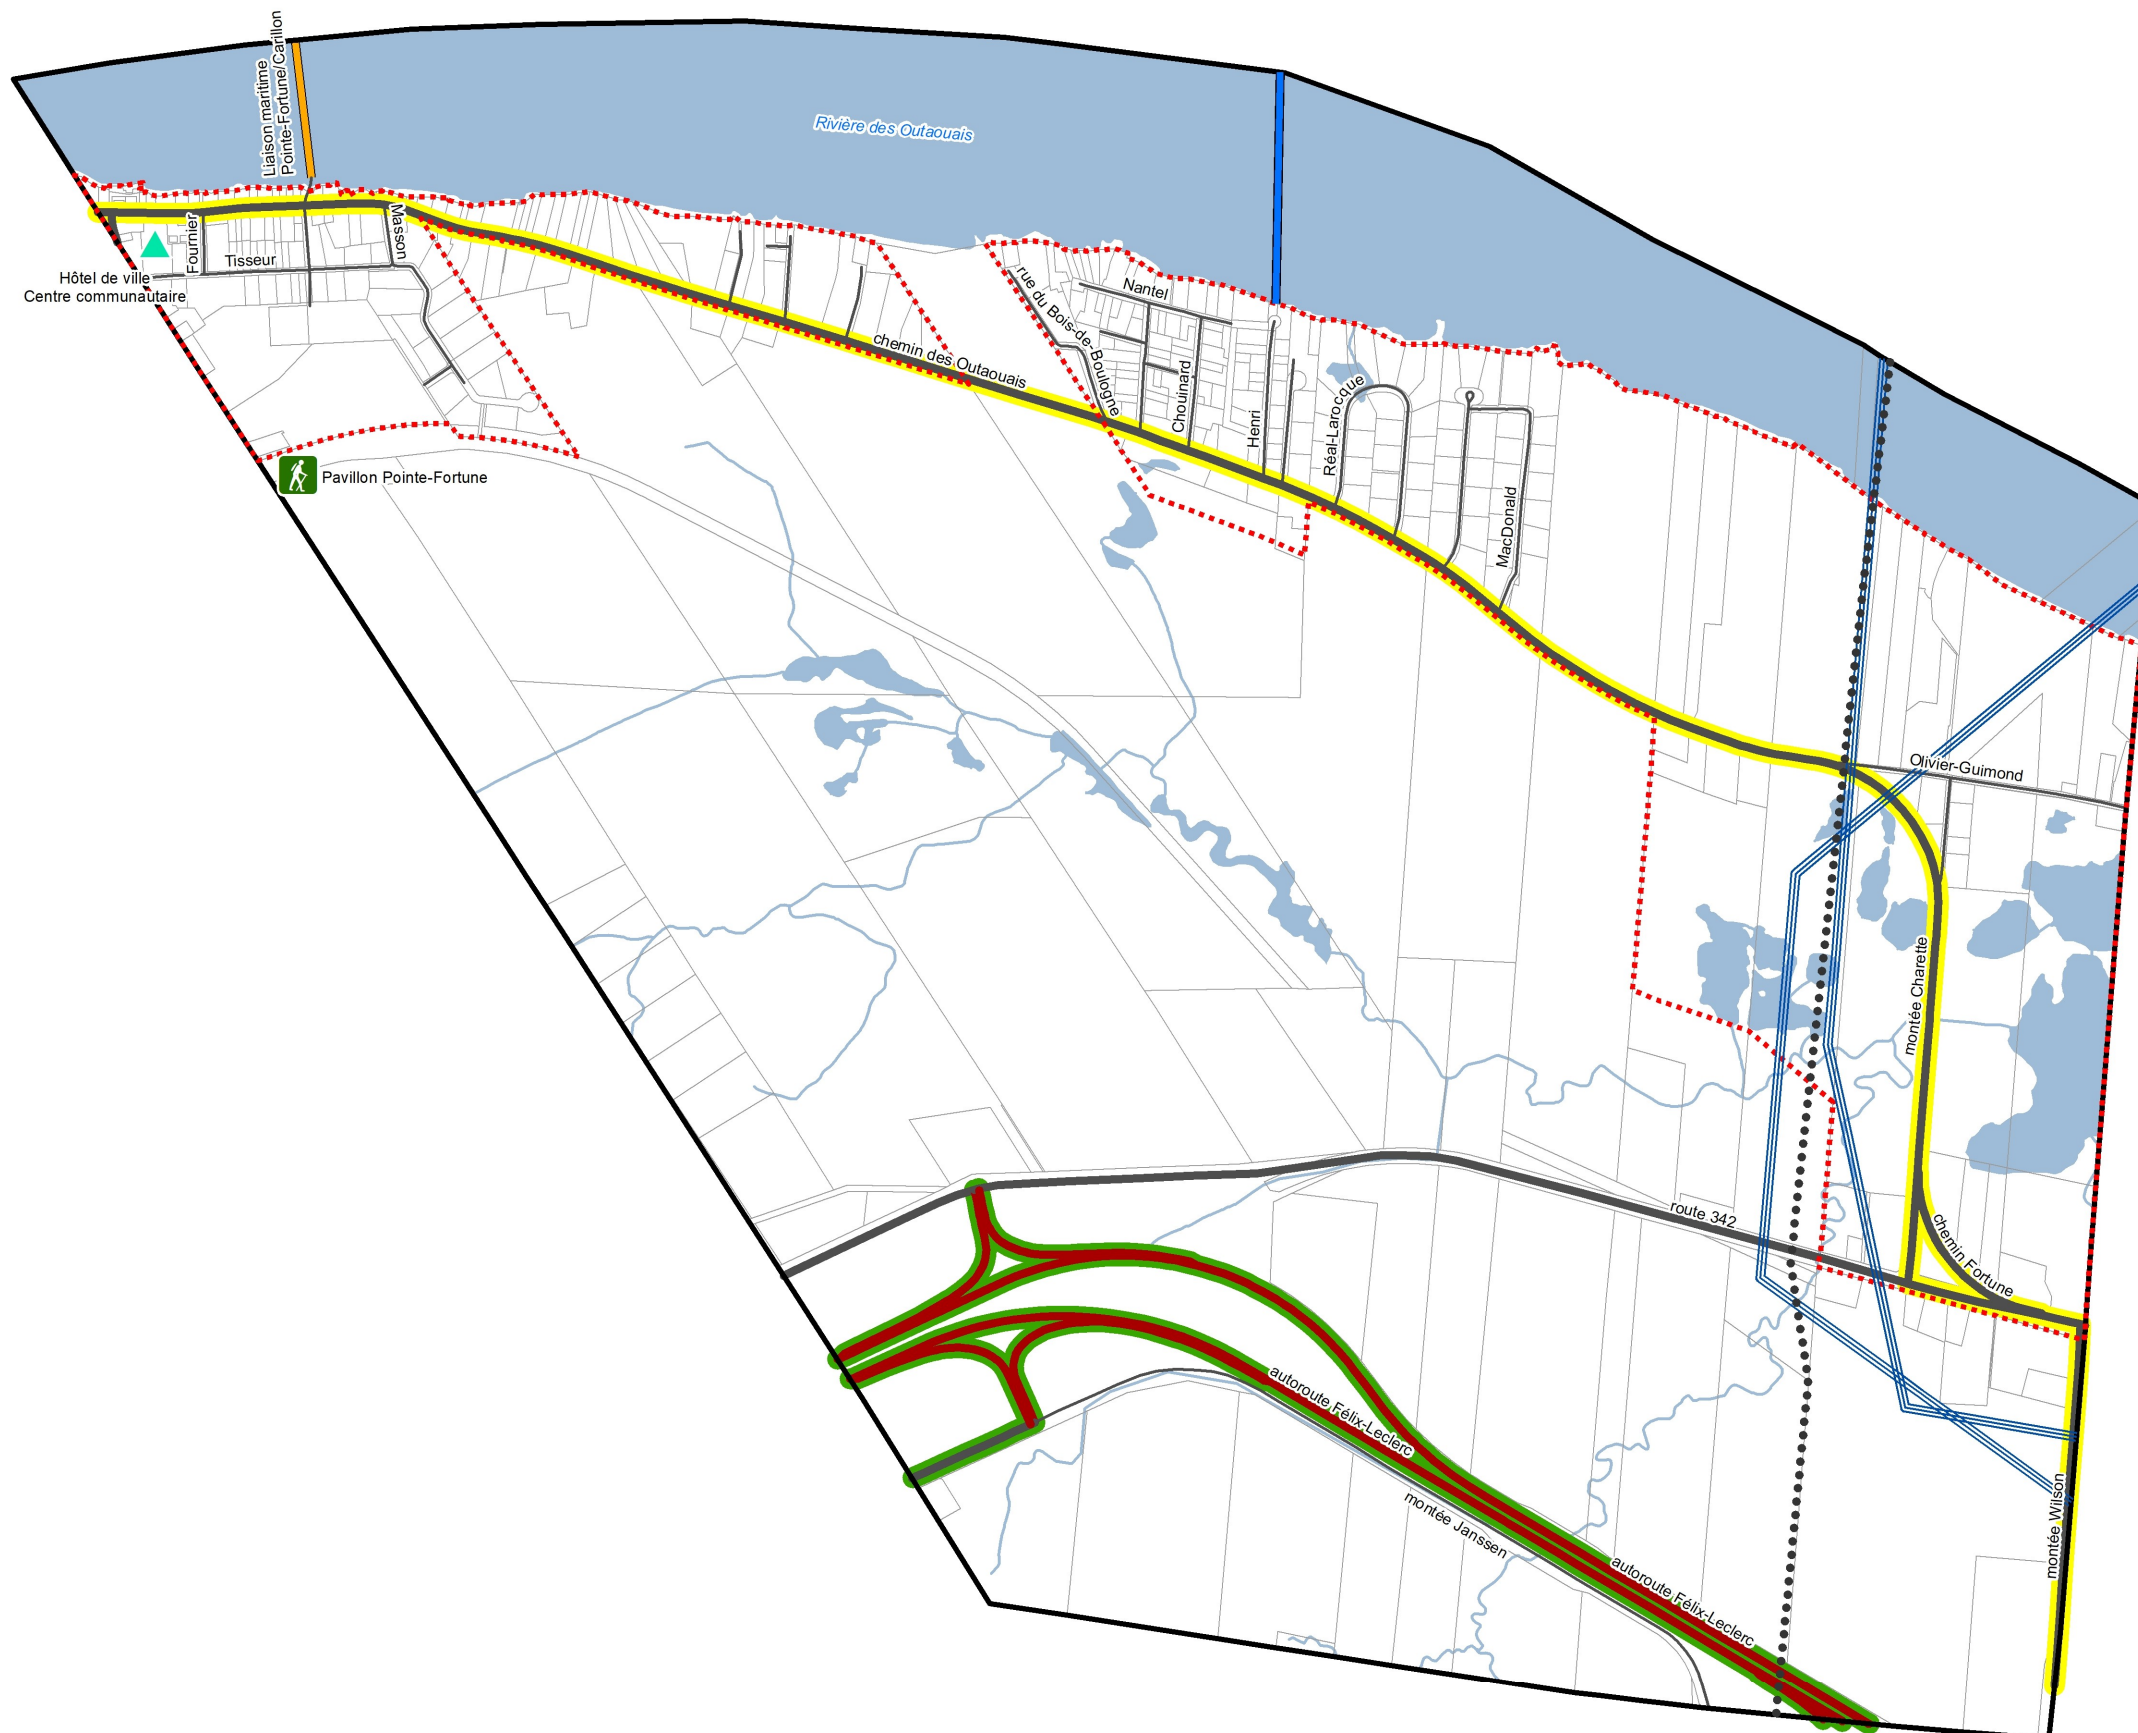 Liaison maritime
Pointe-Fortune/Carillon
Rivière des Outaouais
Fournier
Masson
Tisseur
Hôtel de ville
Centre communautaire
Pavillon Pointe-Fortune
chemin des Outaouais
rue du Bois-de-Boulogne
Nantel
Chouinard
Henri
Réal-Larocque
MacDonald
Olivier-Guimond
montée Charette
chemin Fortune
route 342
autoroute Félix-Leclerc
montée Janssen
autoroute Félix-Leclerc
montée Wilson